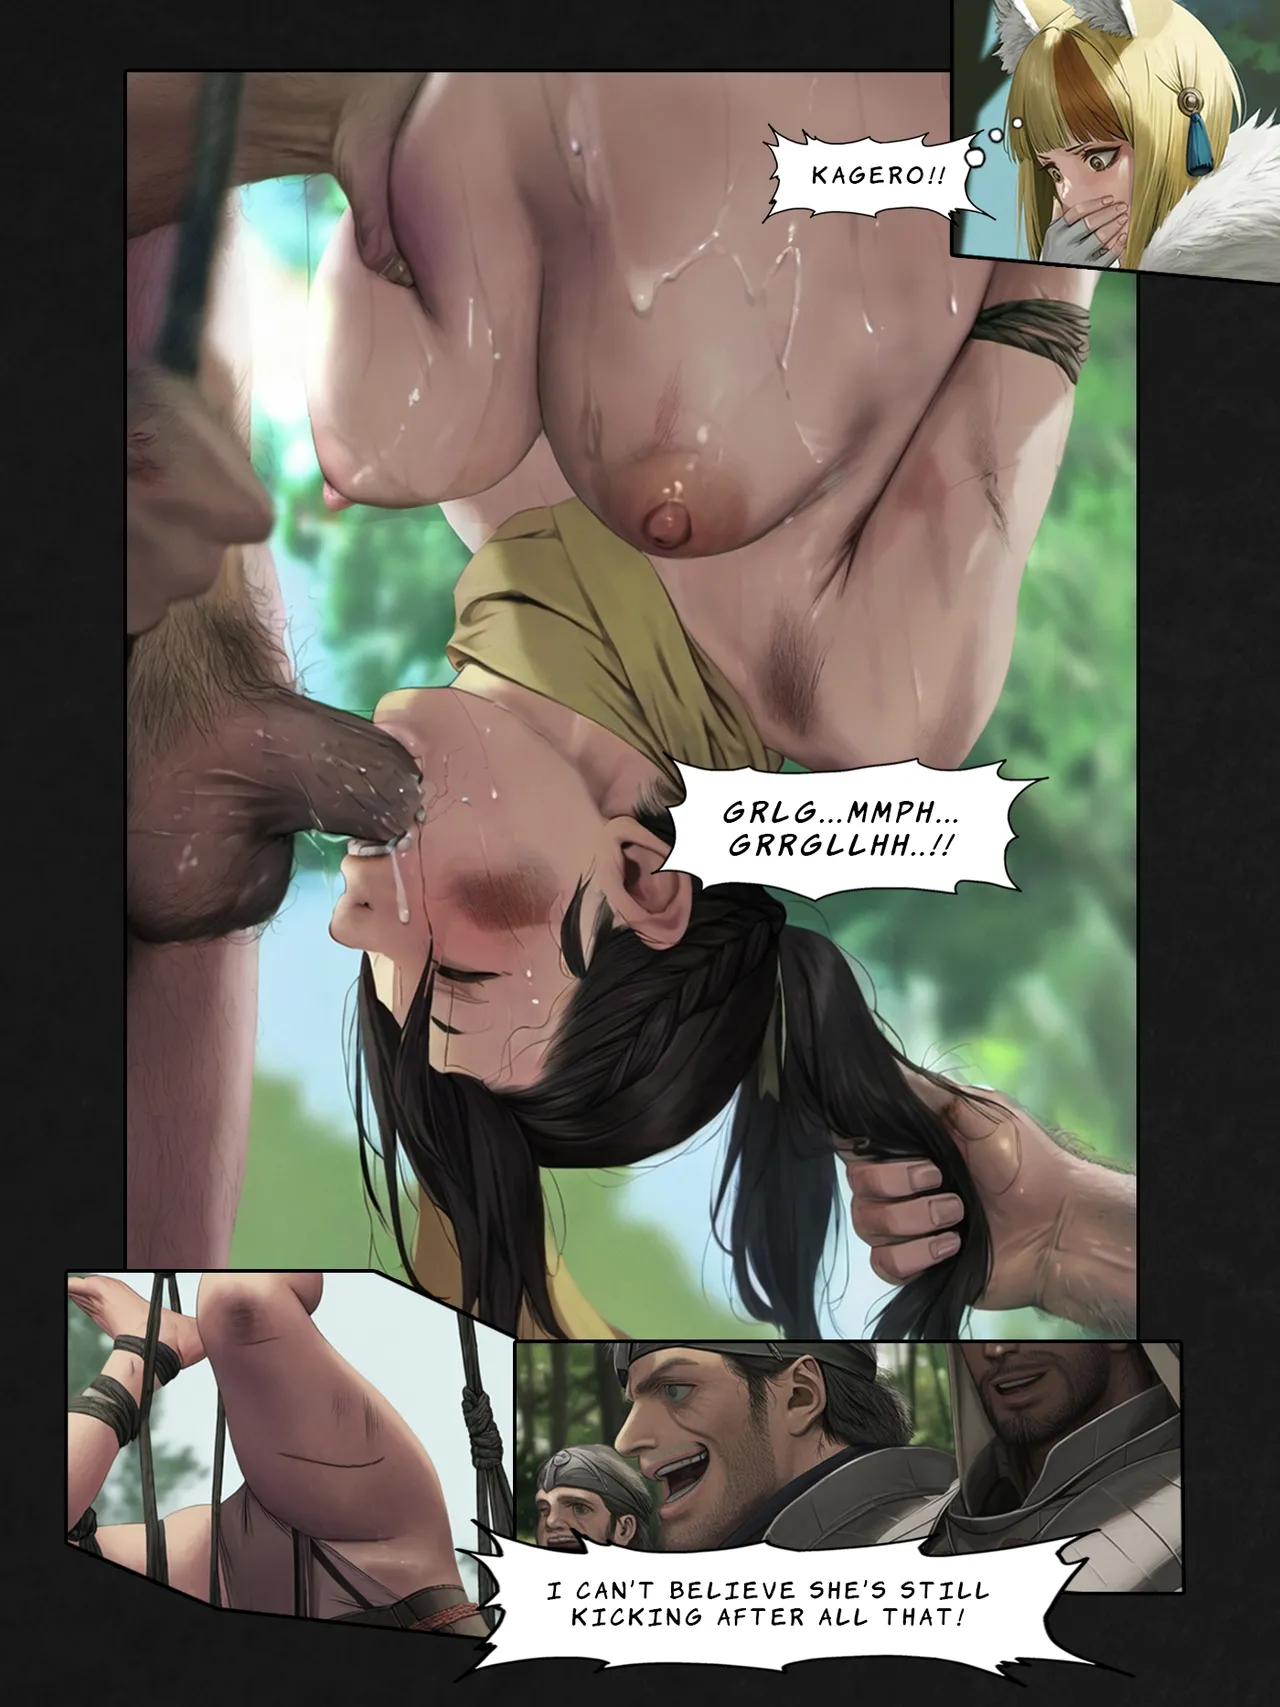 KAGERO!!
GRLG...MMPH...
GRRGLLHH..!!
I CAN'T BELIEVE SHE'S STILL
KICKING AFTER ALL THAT!